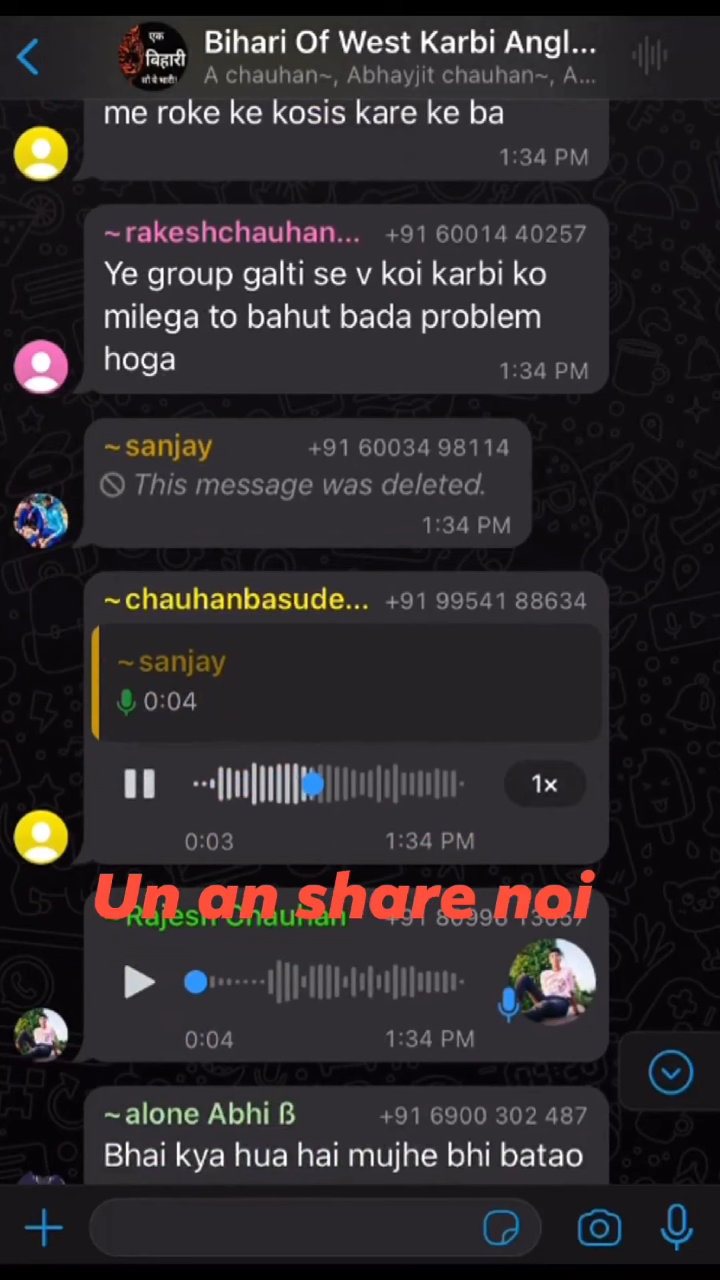 एक
बिहारी
सौ पे भारी!
Bihari Of West Karbi Angl...
A chauhan~, Abhayjit chauhan~, A...
me roke ke kosis kare ke ba
1:34 PM
~rakeshchauhan... +91 60014 40257
Ye group galti se v koi karbi ko
milega to bahut bada problem
hoga
1:34 PM
~sanjay +91 60034 98114
This message was deleted.
1:34 PM
~chauhanbasude... +91 99541 88634
~sanjay
0:04
1x
0:03 1:34 PM
Un an share noi
Rajesh Chauhan +91
0:04 1:34 PM
~alone Abhi ß +91 6900 302 487
Bhai kya hua hai mujhe bhi batao